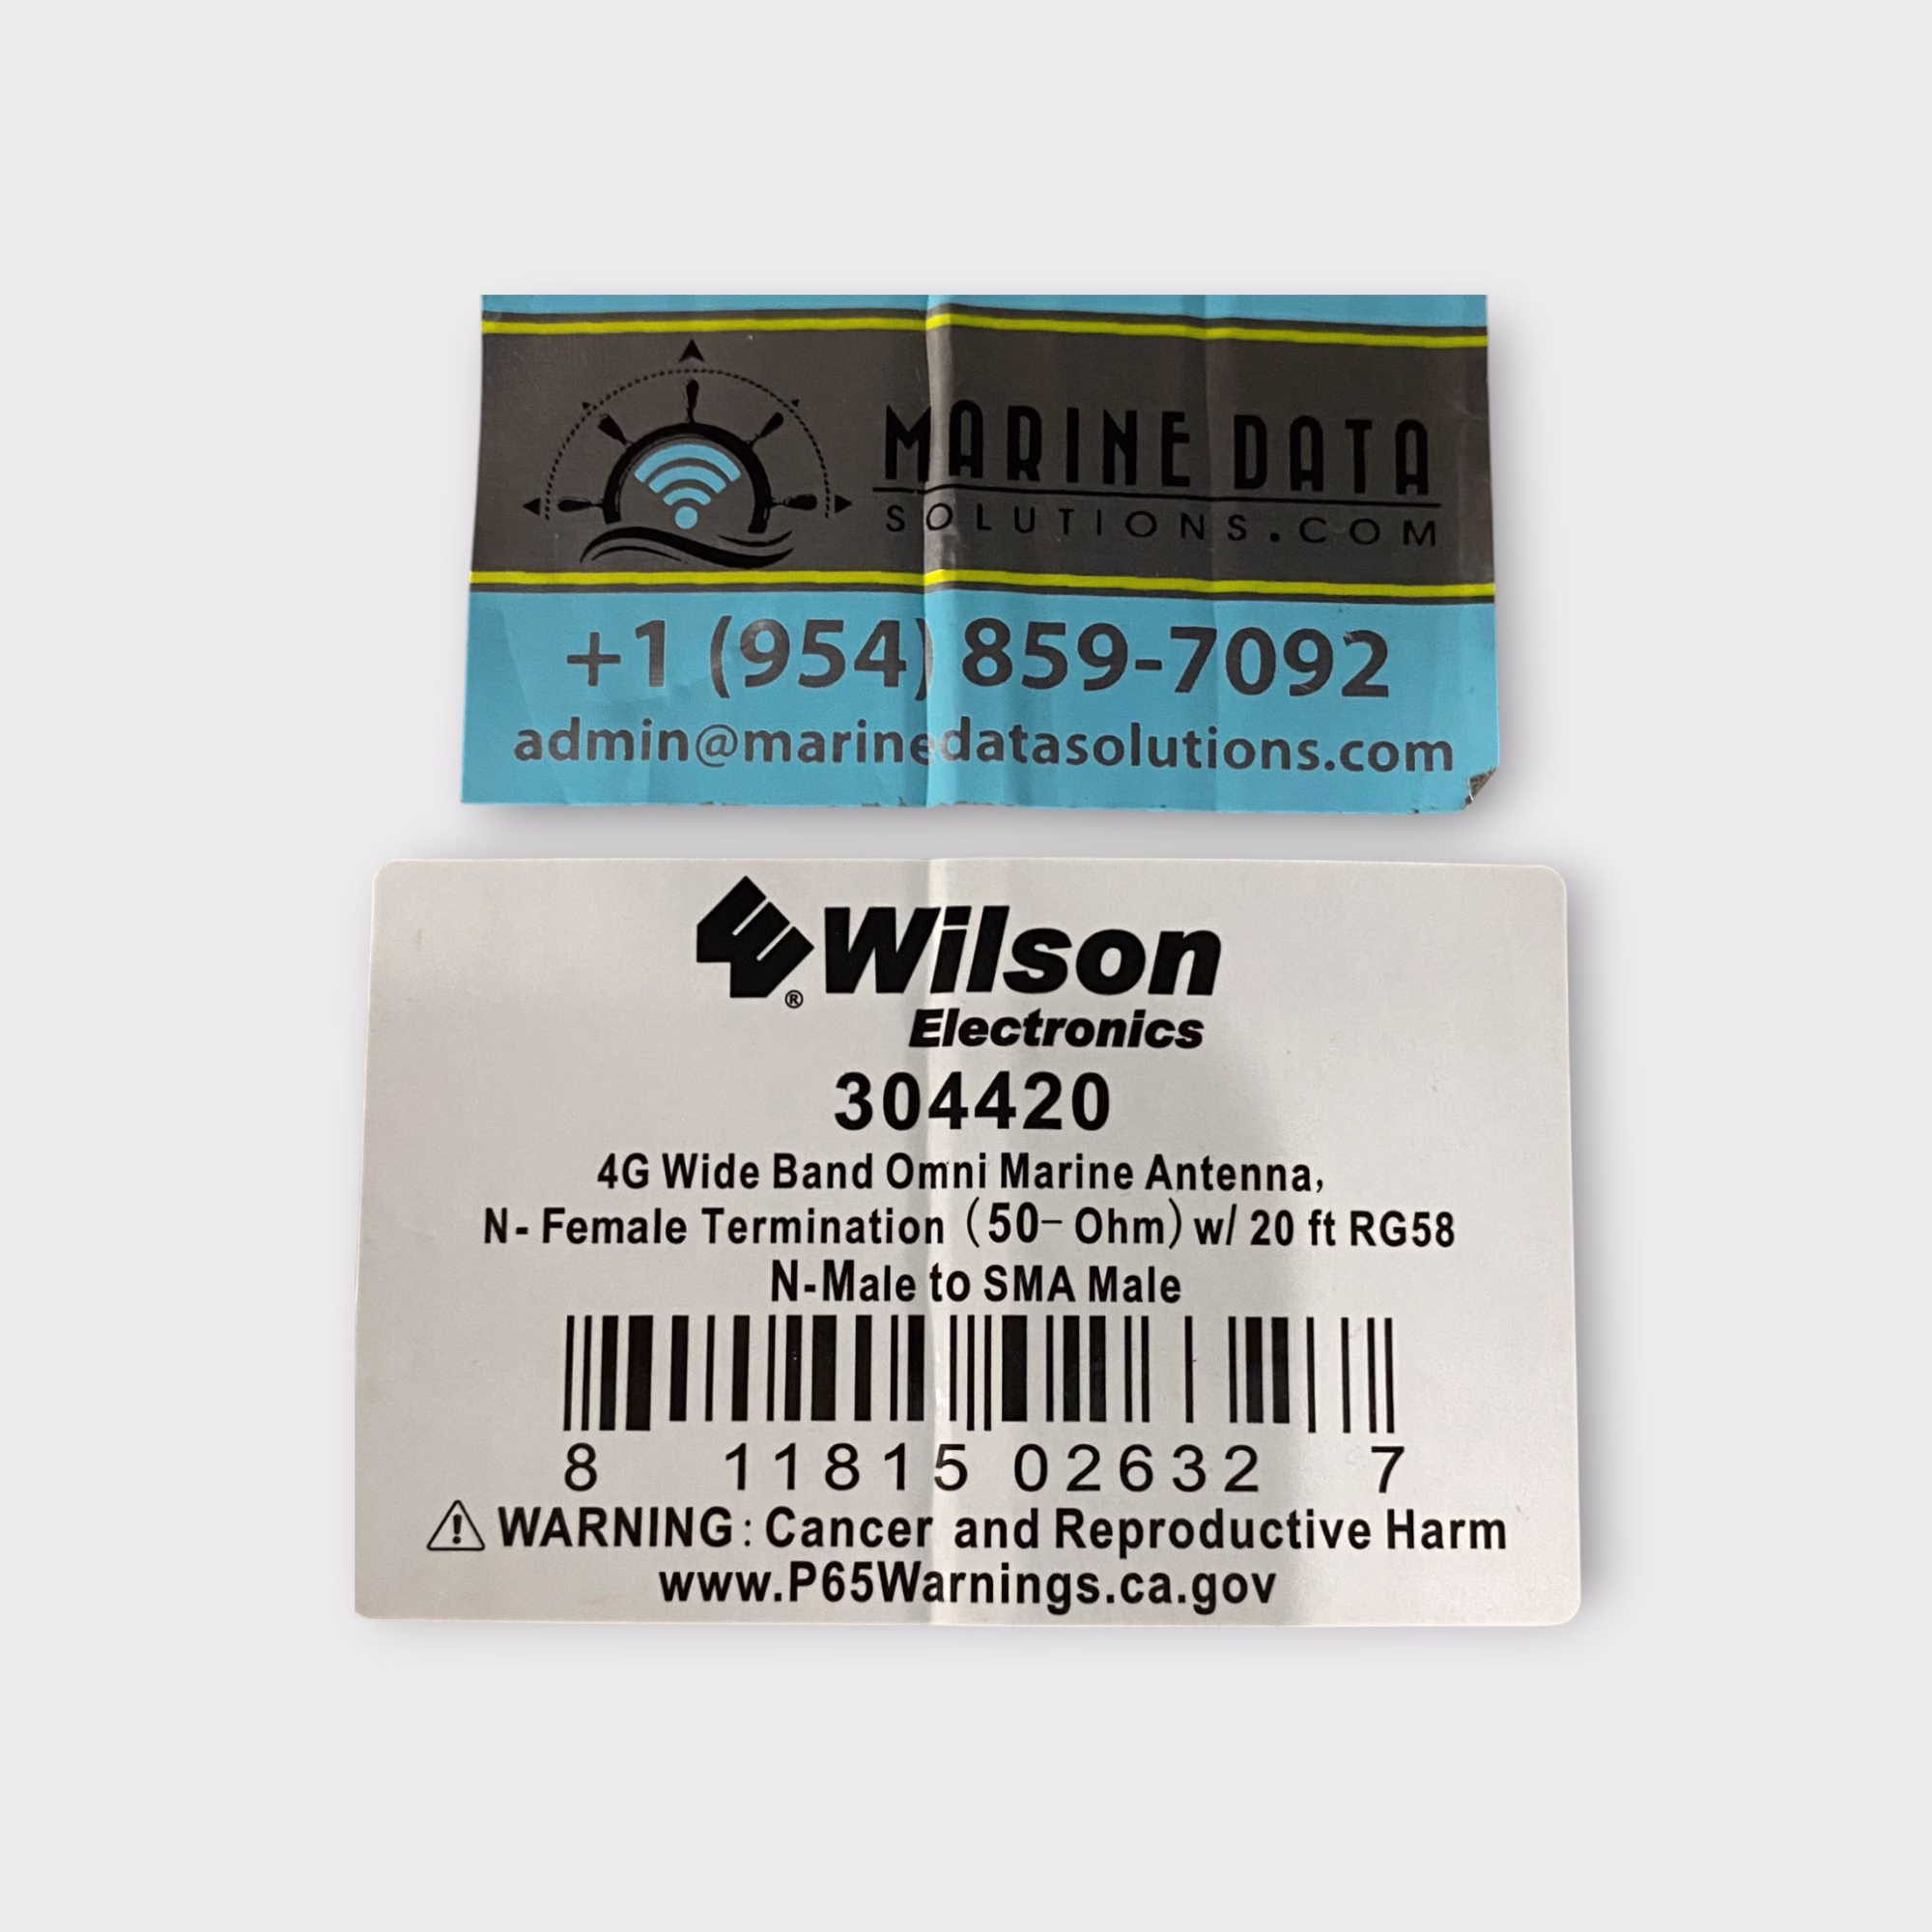 MARINE DATA
SOLUTIONS.COM
+1 (954) 859-7092
admin@marinedatasolutions.com
Wilson
®
Electronics
304420
4G Wide Band Omni Marine Antenna,
N- Female Termination (50- Ohm) w/ 20 ft RG58
N-Male to SMA Male
8 11815 02632 7
WARNING: Cancer and Reproductive Harm
www.P65Warnings.ca.gov